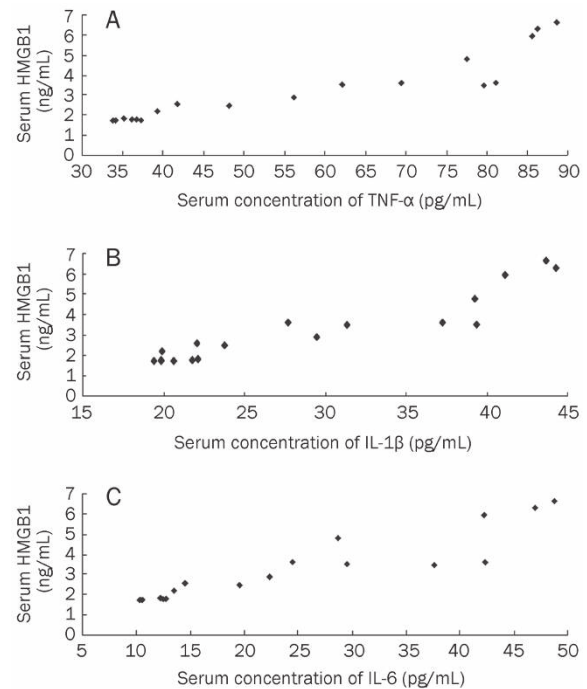 A
Serum HMGB1
(ng/mL)
7
6
5
4
3
2
1
0
30 35 40 45 50 55 60 65 70 75 80 85 90
Serum concentration of TNF-α (pg/mL)
B
Serum HMGB1
(ng/mL)
7
6
5
4
3
2
1
0
15 20 25 30 35 40 45
Serum concentration of IL-1β (pg/mL)
C
Serum HMGB1
(ng/mL)
7
6
5
4
3
2
1
0
5 10 15 20 25 30 35 40 45 50
Serum concentration of IL-6 (pg/mL)